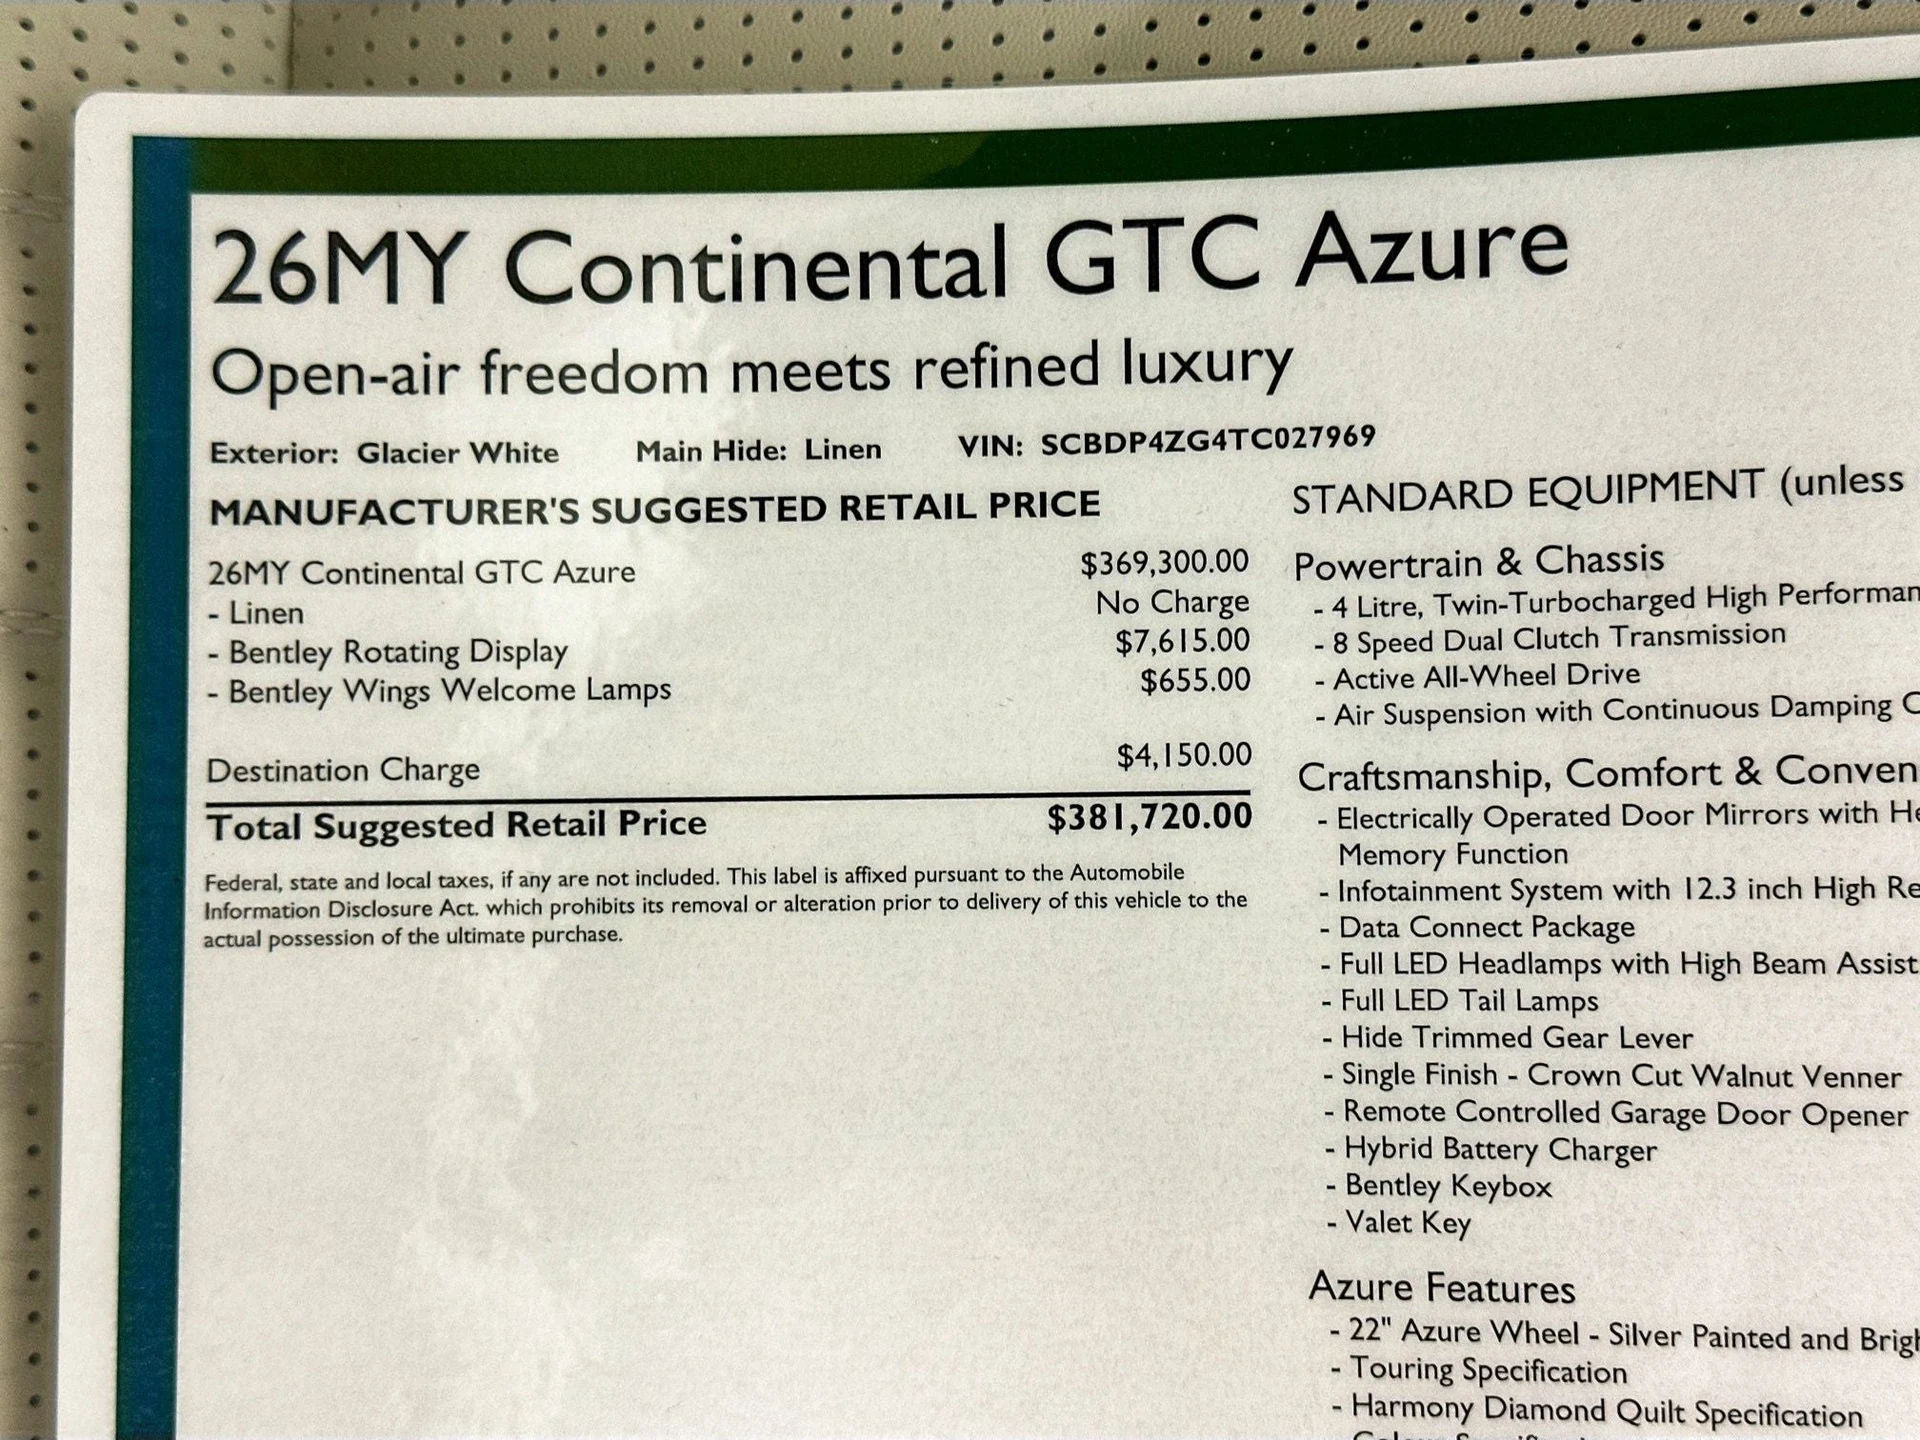 26MY Continental GTC Azure
Open-air freedom meets refined luxury
Exterior: Glacier White Main Hide: Linen VIN: SCBDP4ZG4TC027969
MANUFACTURER'S SUGGESTED RETAIL PRICE
26MY Continental GTC Azure $369,300.00
- Linen No Charge
- Bentley Rotating Display $7,615.00
- Bentley Wings Welcome Lamps $655.00
Destination Charge $4,150.00
Total Suggested Retail Price $381,720.00
Federal, state and local taxes, if any are not included. This label is affixed pursuant to the Automobile
Information Disclosure Act. which prohibits its removal or alteration prior to delivery of this vehicle to the
actual possession of the ultimate purchase.
STANDARD EQUIPMENT (unless
Powertrain & Chassis
- 4 Litre, Twin-Turbocharged High
- 8 Speed Dual Clutch Transmission
- Active All-Wheel Drive
- Air Suspension with Continuous Damping
Craftsmanship, Comfort &
- Electrically Operated Door Mirrors with
Memory Function
- Infotainment System with 12.3 inch High
- Data Connect Package
- Full LED Headlamps with High Beam Assist
- Full LED Tail Lamps
- Hide Trimmed Gear Lever
- Single Finish - Crown Cut Walnut Venner
- Remote Controlled Garage Door Opener
- Hybrid Battery Charger
- Bentley Keybox
- Valet Key
Azure Features
- 22" Azure Wheel - Silver Painted and
- Touring Specification
- Harmony Diamond Quilt Specification